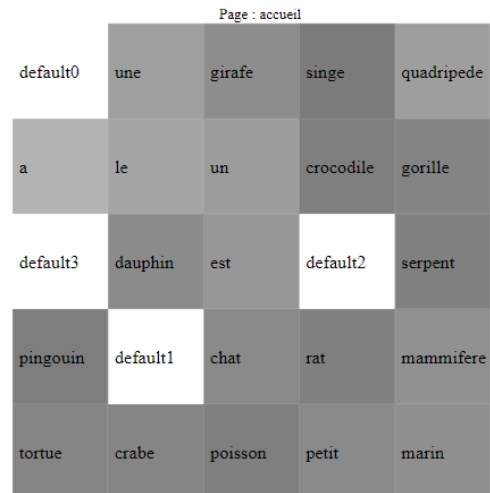 Page : accueil
default0 une girafe singe quadripede
a le un crocodile gorille
default3 dauphin est default2 serpent
pingouin default1 chat rat mammifere
tortue crabe poisson petit marin